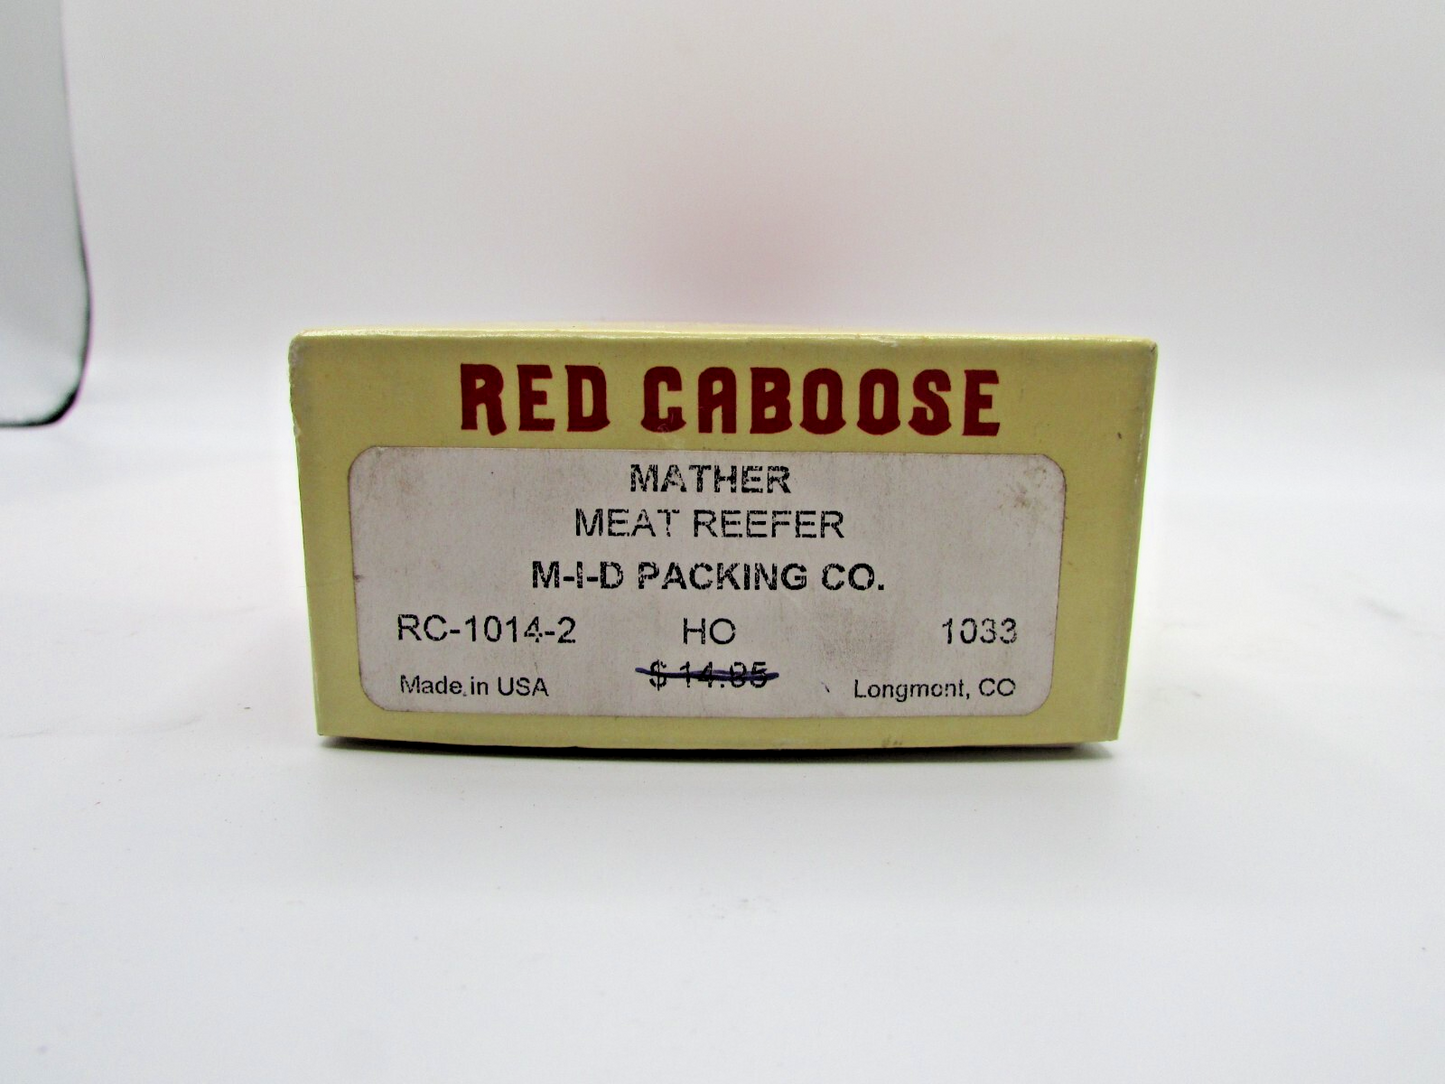 RED CABOOSE
MATHER
MEAT REEFER
M-I-D PACKING CO.
RC-1014-2 HO 1033
Made in USA $14.95 Longmont, CO